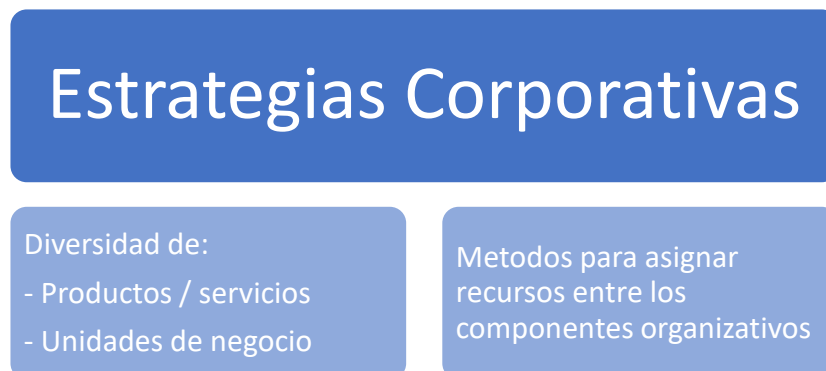 Estrategias Corporativas
Diversidad de:
- Productos / servicios
- Unidades de negocio
Metodos para asignar
recursos entre los
componentes organizativos